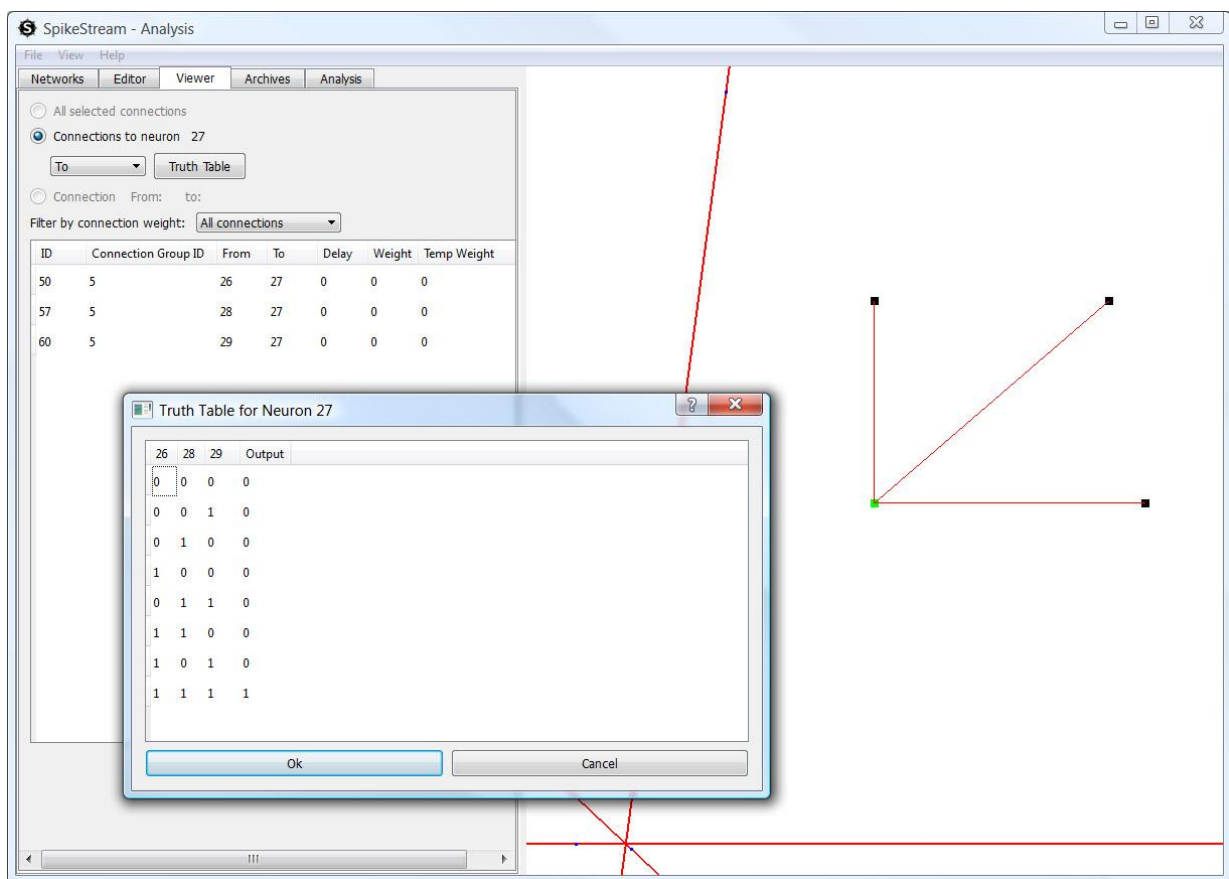 SpikeStream - Analysis
File View Help
Networks Editor Viewer Archives Analysis
All selected connections
Connections to neuron 27
To Truth Table
Connection From: to:
Filter by connection weight: All connections
ID Connection Group ID From To Delay Weight Temp Weight
50 5 26 27 0 0 0
57 5 28 27 0 0 0
60 5 29 27 0 0 0
Truth Table for Neuron 27
26 28 29 Output
0 0 0 0
0 0 1 0
0 1 0 0
1 0 0 0
0 1 1 0
1 1 0 0
1 0 1 0
1 1 1 1
Ok Cancel